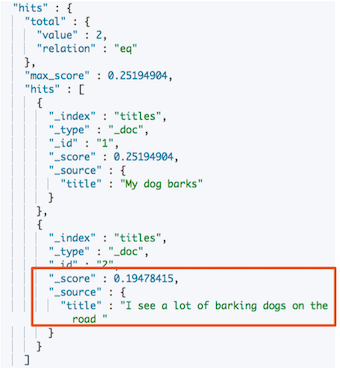 "hits" : {
"total" : {
"value" : 2,
"relation" : "eq"
},
"max_score" : 0.25194904,
"hits" : [
{
"_index" : "titles",
"_type" : "_doc",
"_id" : "1",
"_score" : 0.25194904,
"_source" : {
"title" : "My dog barks"
}
},
{
"_index" : "titles",
"_type" : "_doc",
"_id" : "2",
"_score" : 0.19478415,
"_source" : {
"title" : "I see a lot of barking dogs on the
road "
}
}
]